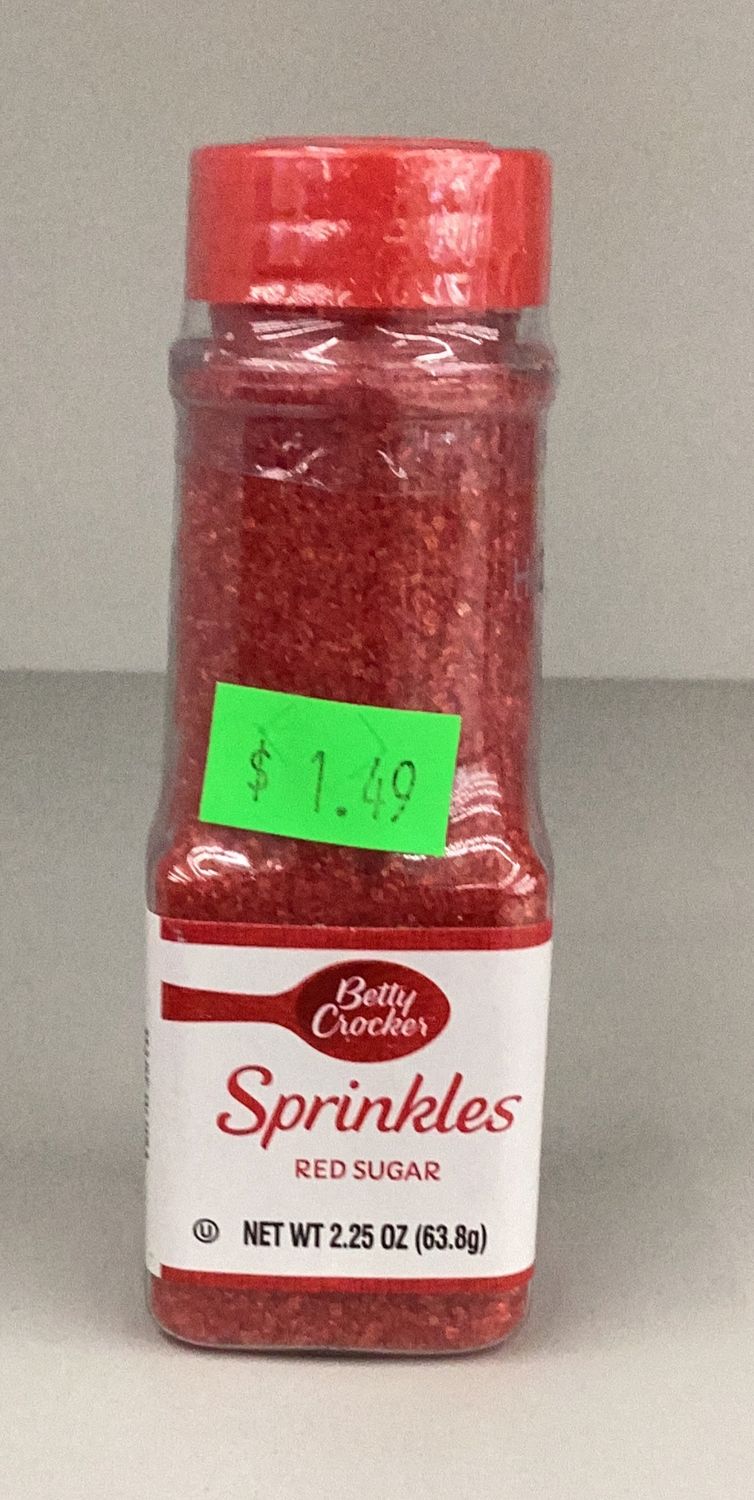 $ 1.49
Betty
Crocker
Sprinkles
RED SUGAR
U NET WT 2.25 OZ (63.8g)